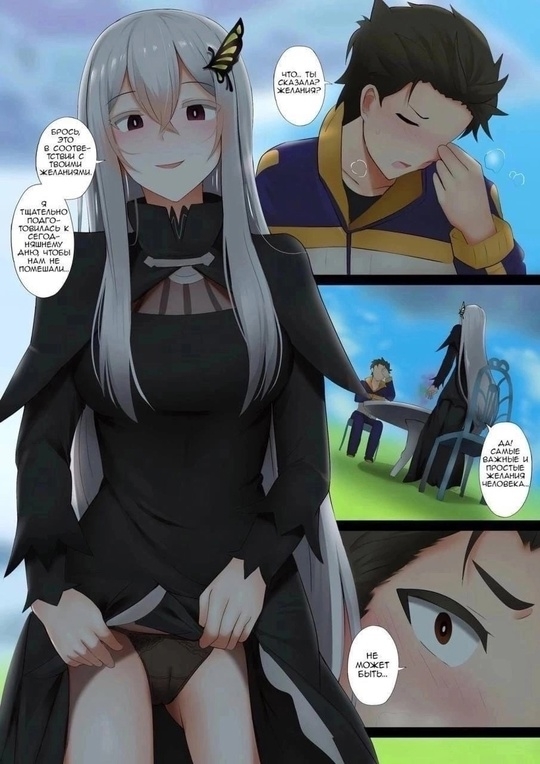 ЧТО... ТЫ
СКАЗАЛА?
ЖЕЛАНИЯ?
БРОСЬ,
ЭТО
В СООТВЕ-
ТСТВИИ С
ТВОИМИ
ЖЕЛАНИЯМИ.
Я
ТЩАТЕЛЬНО
ПОДГО-
ТОВИЛАСЬ К
СЕГОД-
НЯШНЕМУ
ДНЮ, ЧТОБЫ
НАМ НЕ
ПОМЕШАЛИ...
ДА!
САМЫЕ
ВАЖНЫЕ И
ПРОСТЫЕ
ЖЕЛАНИЯ
ЧЕЛОВЕКА...
НЕ
МОЖЕТ
БЫТЬ...